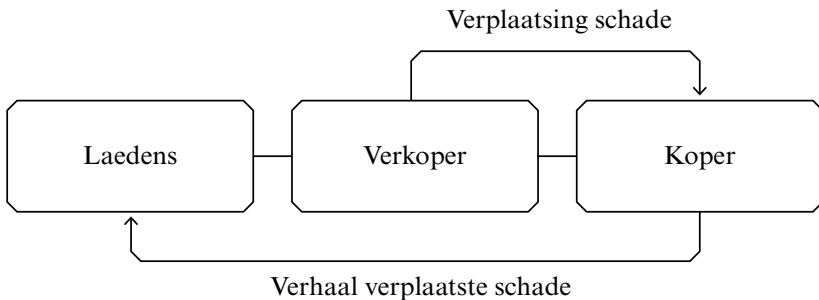 Verplaatsing schade
Laedens
Verkoper
Koper
Verhaal verplaatste schade